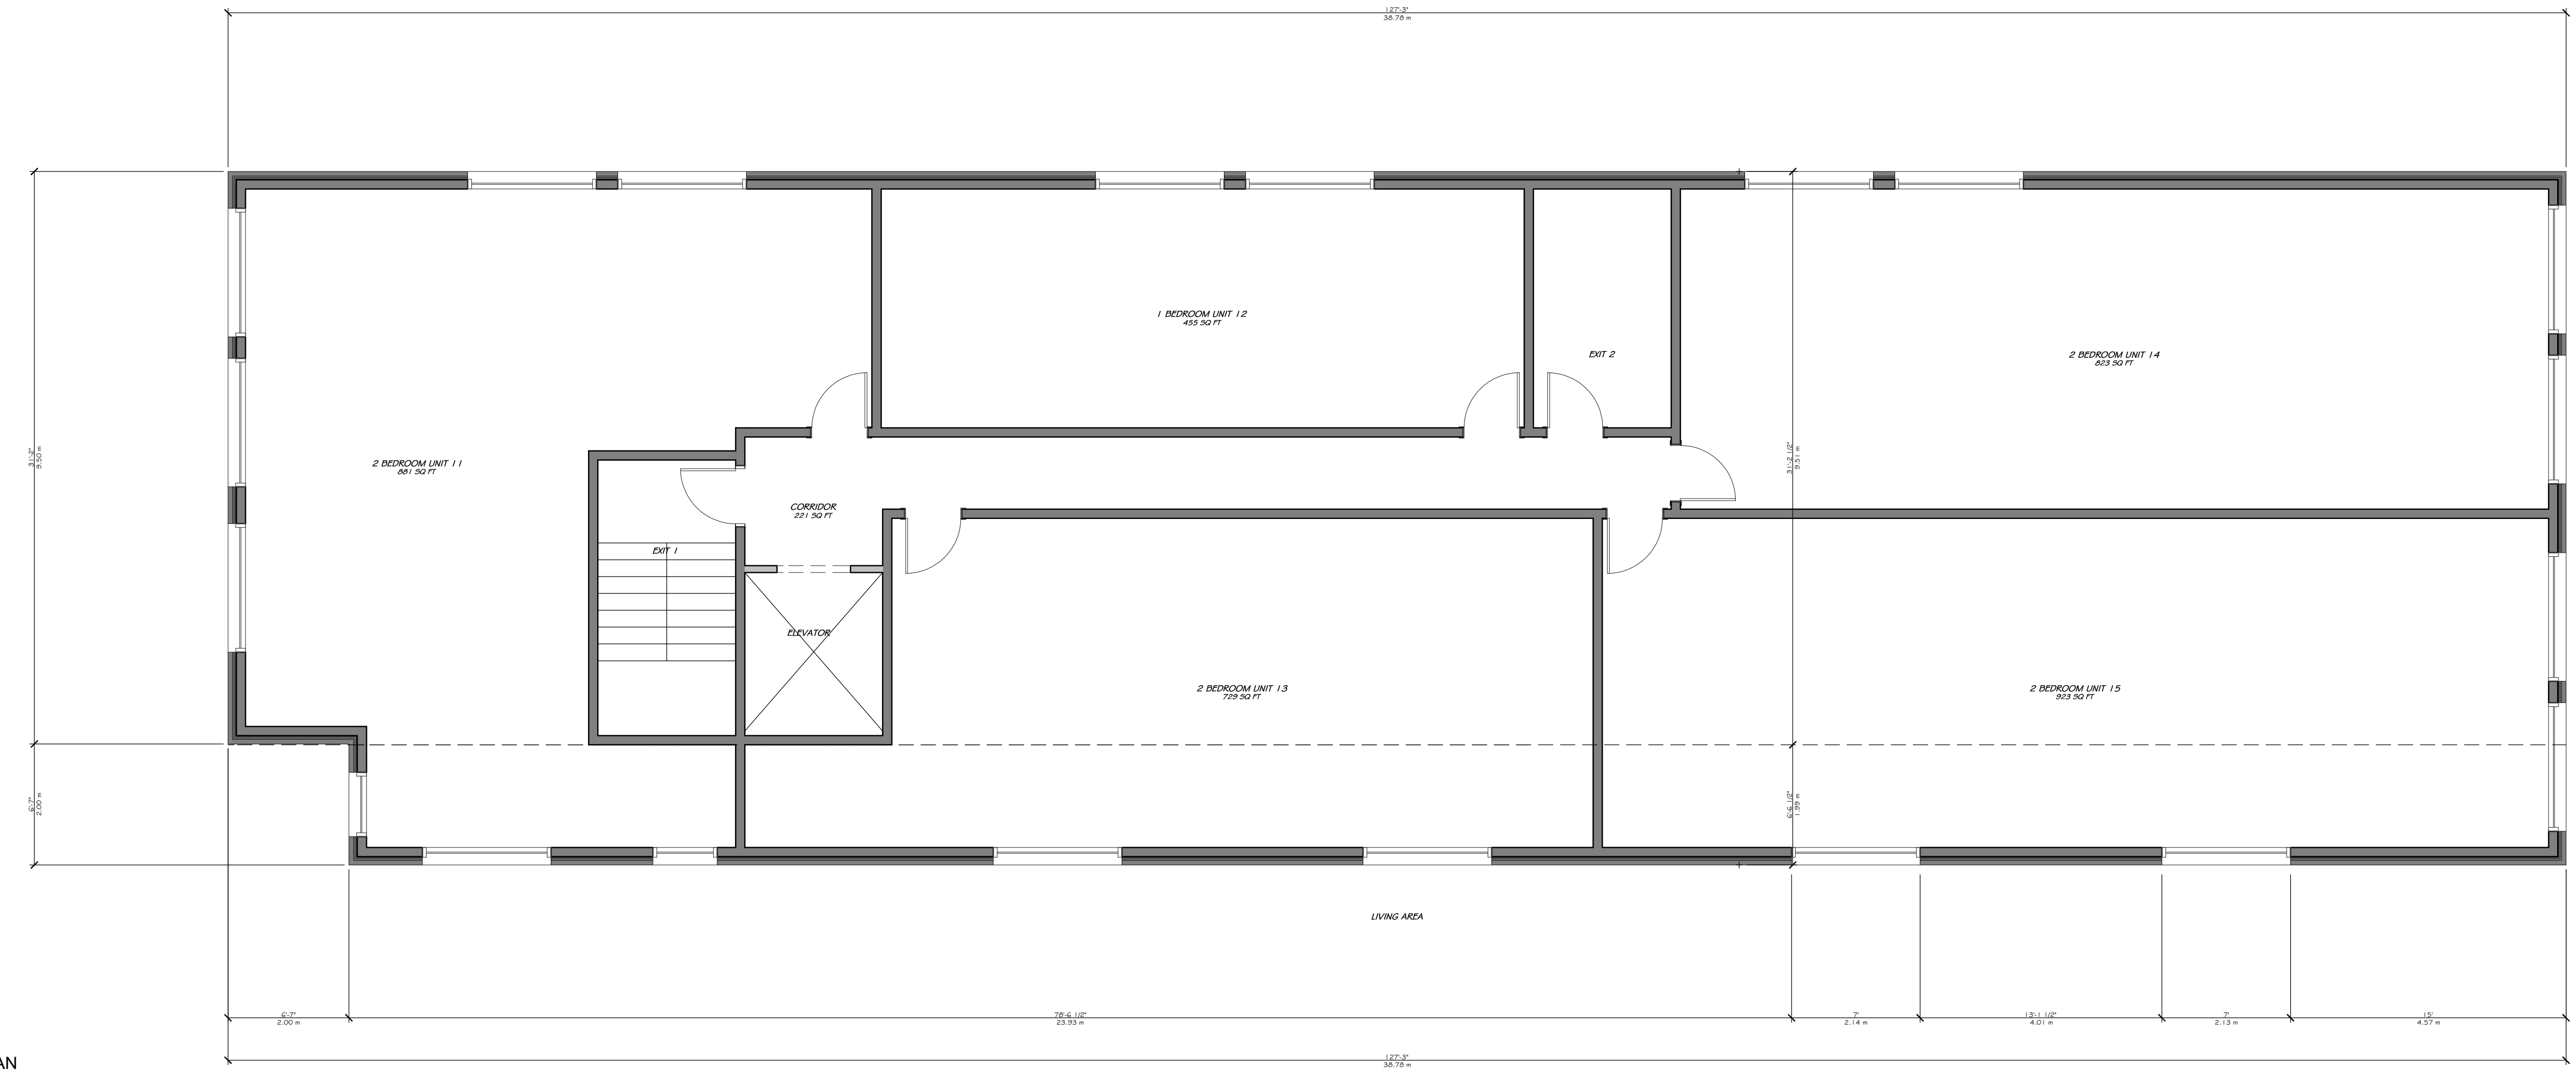 127'-3"
38.78 m
1 BEDROOM UNIT 12
455 SQ FT
EXIT 2
2 BEDROOM UNIT 14
823 SQ FT
31'-2"
9.50 m
2 BEDROOM UNIT 11
881 SQ FT
31'-2 1/2"
9.51 m
CORRIDOR
221 SQ FT
EXIT 1
ELEVATOR
2 BEDROOM UNIT 13
729 SQ FT
2 BEDROOM UNIT 15
923 SQ FT
6'-7"
2.00 m
6'-6 1/2"
1.99 m
LIVING AREA
6'-7"
2.00 m
78'-6 1/2"
23.93 m
7'
2.14 m
13'-1 1/2"
4.01 m
7'
2.13 m
15'
4.57 m
127'-3"
38.78 m
AN